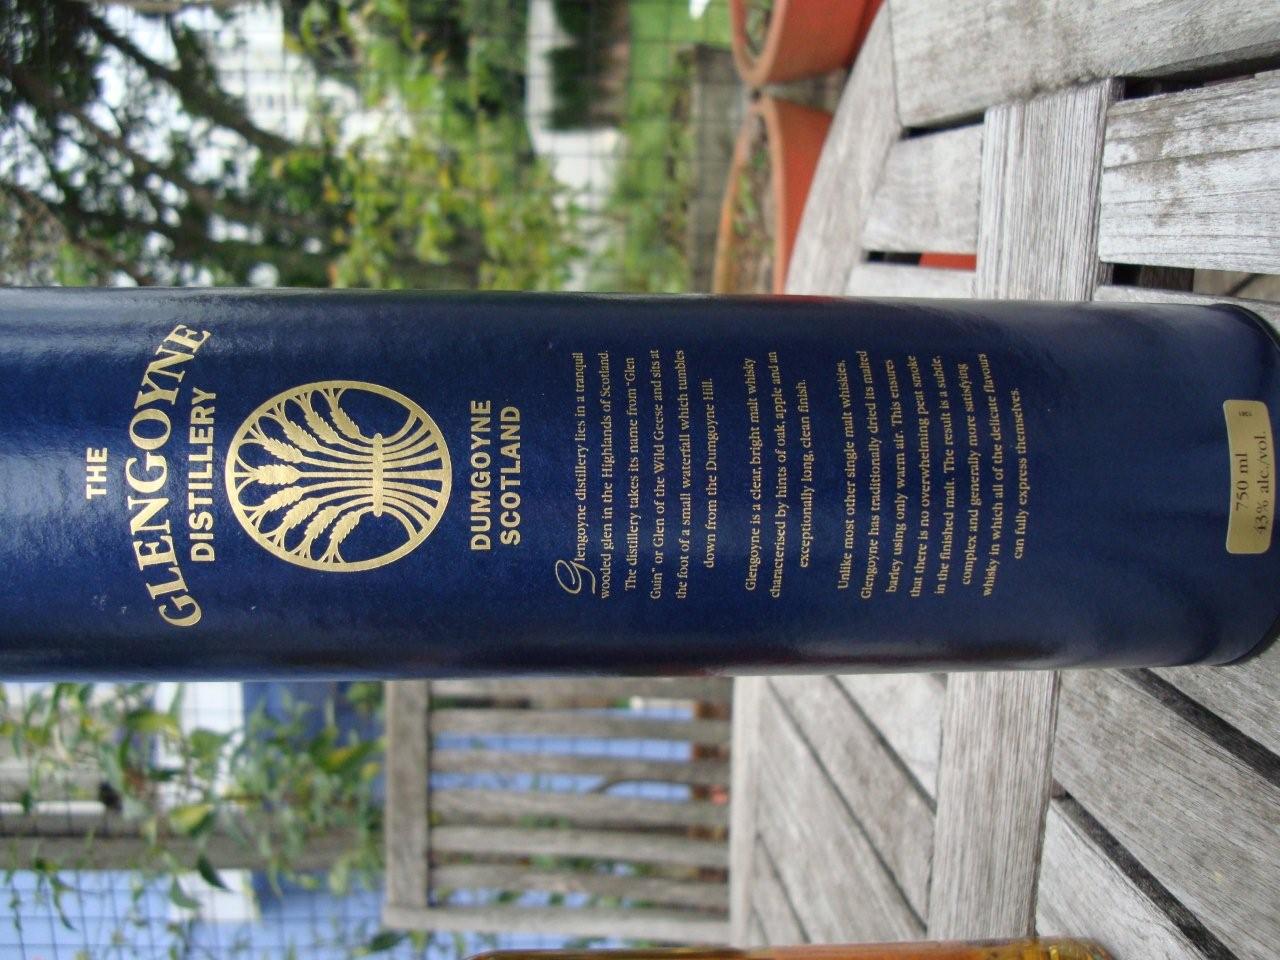 THE
GLENGOYNE
DISTILLERY
DUMGOYNE
SCOTLAND
Glengoyne distillery lies in a tranquil
wooded glen in the Highlands of Scotland.
The distillery takes its name from "Glen
Guin" or Glen of the Wild Geese and sits at
the foot of a small waterfall which tumbles
down from the Dumgoyne Hill.
Glengoyne is a clear, bright malt whisky
characterised by hints of oak, apple and an
exceptionally long, clean finish.
Unlike most other single malt whiskies,
Glengoyne has traditionally dried its malted
barley using only warm air. This ensures
that there is no overwhelming peat smoke
in the finished malt. The result is a subtle,
complex and generally more satisfying
whisky in which all of the delicate flavours
can fully express themselves.
750 ml
43% alc./vol.